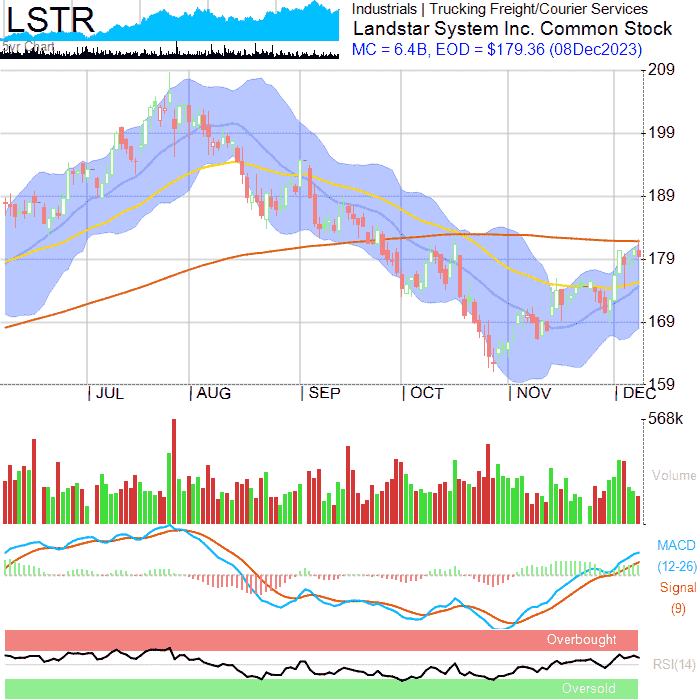 LSTR
5yr Chart
Industrials | Trucking Freight/Courier Services
Landstar System Inc. Common Stock
MC = 6.4B, EOD = $179.36 (08Dec2023)
209
199
189
179
169
159
JUL
AUG
SEP
OCT
NOV
DEC
568k
Volume
MACD
(12-26)
Signal
(9)
Overbought
RSI(14)
Oversold